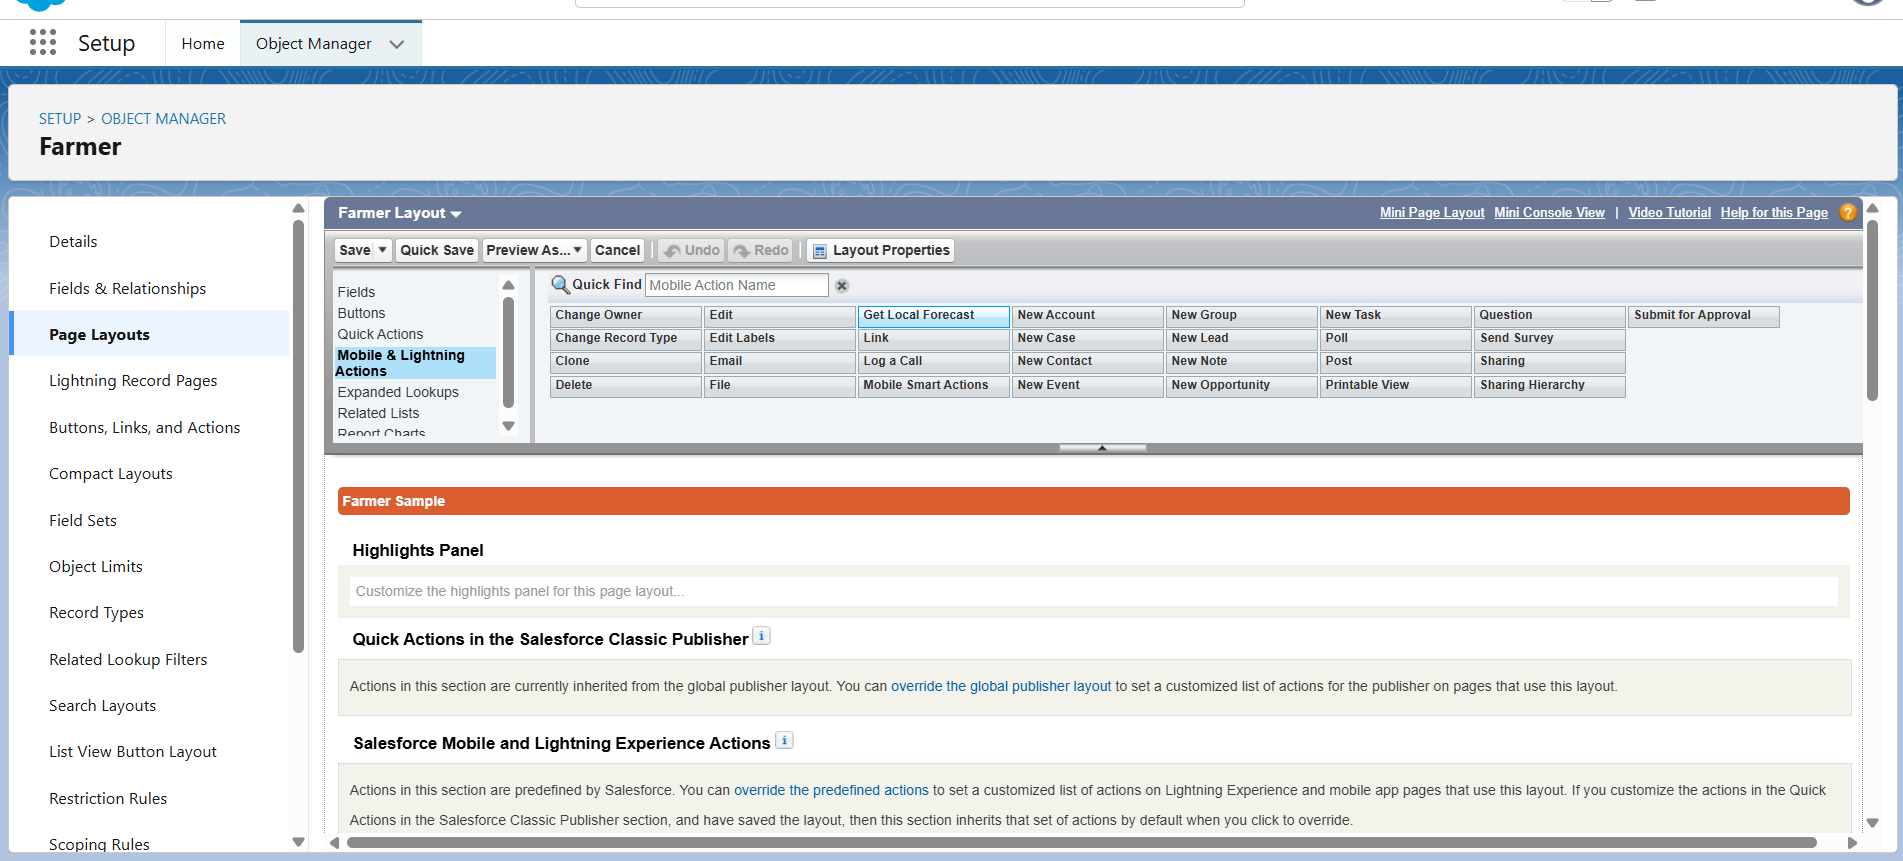 Setup
Home
Object Manager
SETUP > OBJECT MANAGER
Farmer
Details
Fields & Relationships
Page Layouts
Lightning Record Pages
Buttons, Links, and Actions
Compact Layouts
Field Sets
Object Limits
Record Types
Related Lookup Filters
Search Layouts
List View Button Layout
Restriction Rules
Scoping Rules
Farmer Layout
Mini Page Layout Mini Console View | Video Tutorial Help for this Page ?
Save Quick Save Preview As... Cancel Undo Redo Layout Properties
Fields
Buttons
Quick Actions
Mobile & Lightning
Actions
Expanded Lookups
Related Lists
Report Charts
Quick Find Mobile Action Name
Change Owner Edit Get Local Forecast New Account New Group New Task Question Submit for Approval
Change Record Type Edit Labels Link New Case New Lead Poll Send Survey
Clone Email Log a Call New Contact New Note Post Sharing
Delete File Mobile Smart Actions New Event New Opportunity Printable View Sharing Hierarchy
Farmer Sample
Highlights Panel
Customize the highlights panel for this page layout...
Quick Actions in the Salesforce Classic Publisher i
Actions in this section are currently inherited from the global publisher layout. You can override the global publisher layout to set a customized list of actions for the publisher on pages that use this layout.
Salesforce Mobile and Lightning Experience Actions i
Actions in this section are predefined by Salesforce. You can override the predefined actions to set a customized list of actions on Lightning Experience and mobile app pages that use this layout. If you customize the actions in the Quick
Actions in the Salesforce Classic Publisher section, and have saved the layout, then this section inherits that set of actions by default when you click to override.